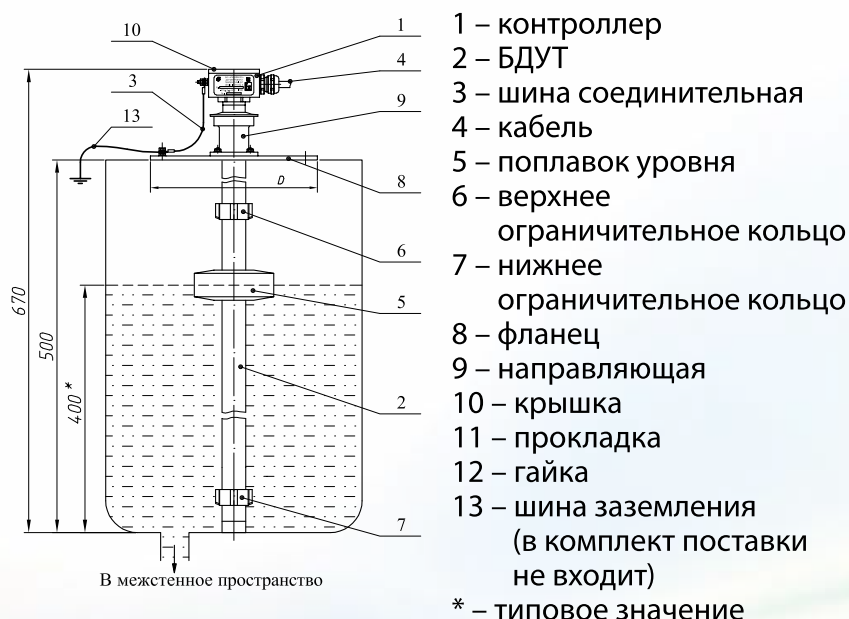 10
1
4
3
9
13
8
D
6
5
670
500
400 *
2
7
В межстенное пространство
1 – контроллер
2 – БДУТ
3 – шина соединительная
4 – кабель
5 – поплавок уровня
6 – верхнее
ограничительное кольцо
7 – нижнее
ограничительное кольцо
8 – фланец
9 – направляющая
10 – крышка
11 – прокладка
12 – гайка
13 – шина заземления
(в комплект поставки
не входит)
* – типовое значение